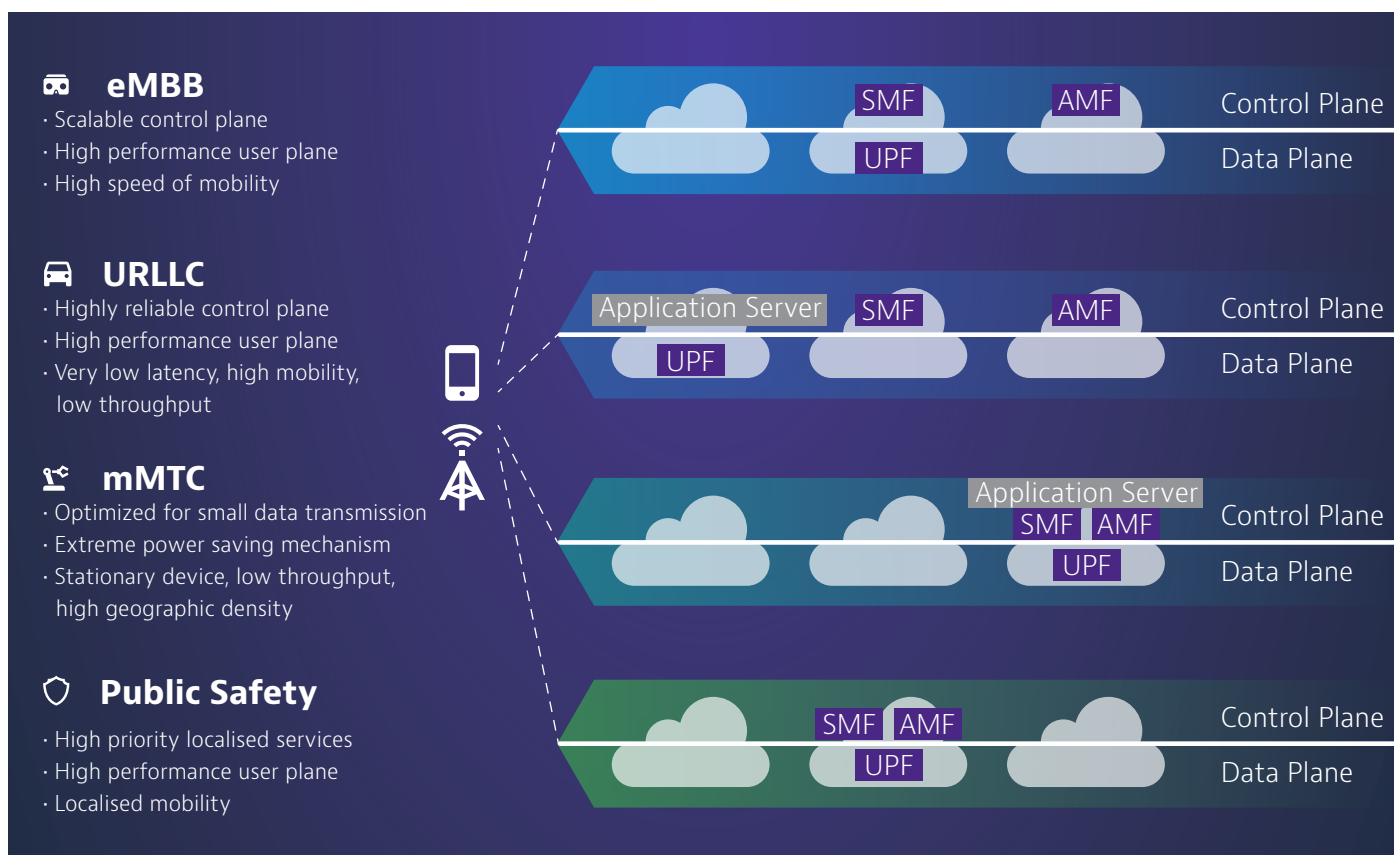 eMBB
· Scalable control plane
· High performance user plane
· High speed of mobility
SMF AMF Control Plane
UPF Data Plane
URLLC
· Highly reliable control plane
· High performance user plane
· Very low latency, high mobility,
low throughput
Application Server SMF AMF Control Plane
UPF Data Plane
mMTC
· Optimized for small data transmission
· Extreme power saving mechanism
· Stationary device, low throughput,
high geographic density
Application Server
SMF AMF Control Plane
UPF Data Plane
Public Safety
· High priority localised services
· High performance user plane
· Localised mobility
SMF AMF Control Plane
UPF Data Plane